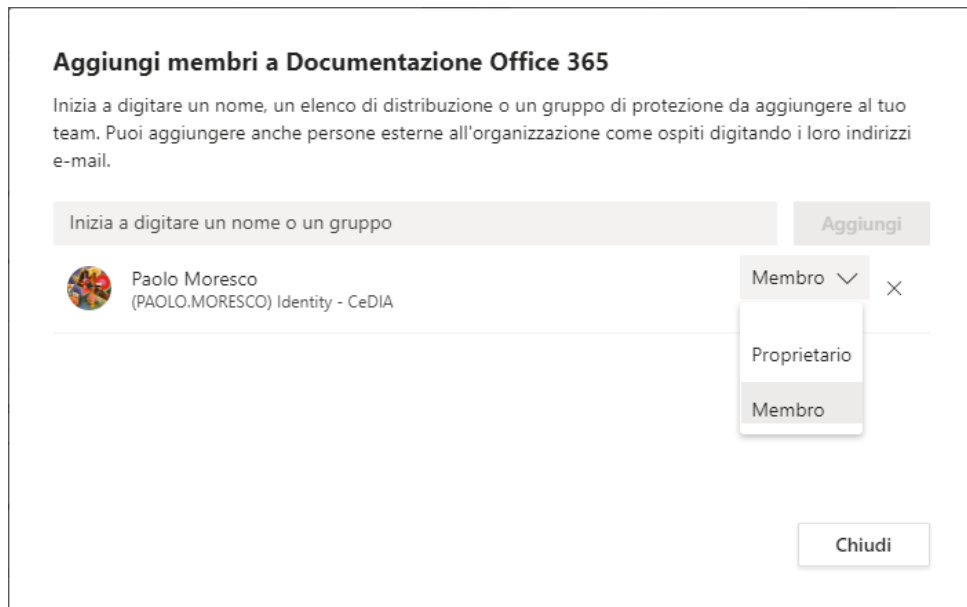 Aggiungi membri a Documentazione Office 365
Inizia a digitare un nome, un elenco di distribuzione o un gruppo di protezione da aggiungere al tuo
team. Puoi aggiungere anche persone esterne all'organizzazione come ospiti digitando i loro indirizzi
e-mail.
Inizia a digitare un nome o un gruppo
Aggiungi
Paolo Moresco
(PAOLO.MORESCO) Identity - CeDIA
Membro
Proprietario
Membro
Chiudi